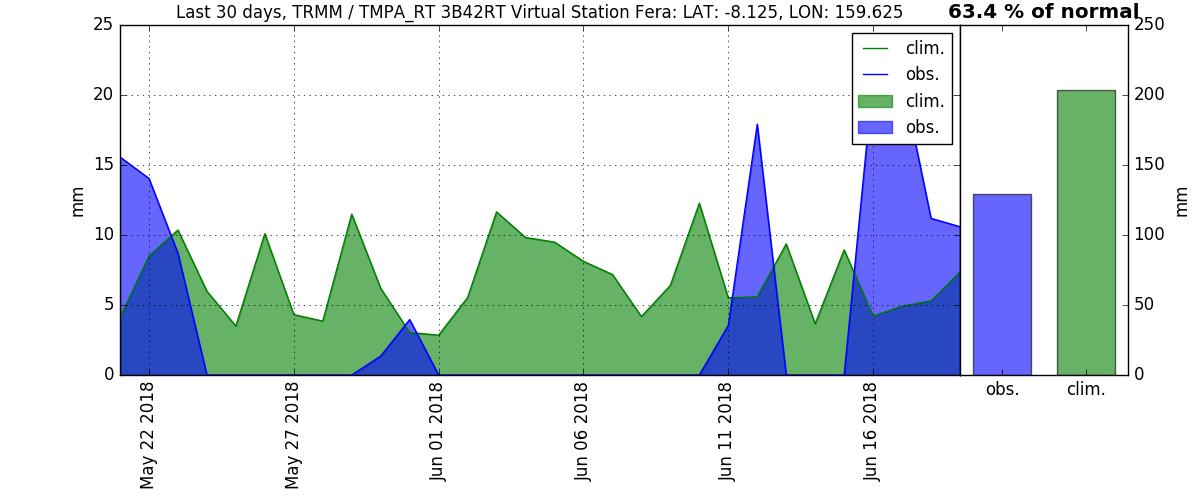 Last 30 days, TRMM / TMPA_RT 3B42RT Virtual Station Fera: LAT: -8.125, LON: 159.625
63.4 % of normal
25
20
15
10
5
0
mm
clim.
obs.
clim.
obs.
250
200
150
100
50
0
mm
obs.
clim.
May 22 2018
May 27 2018
Jun 01 2018
Jun 06 2018
Jun 11 2018
Jun 16 2018